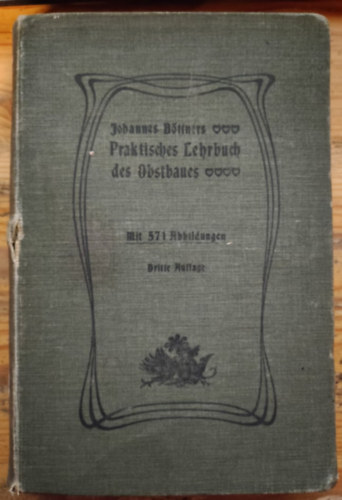 Johannes Böttners
Praktisches Lehrbuch
des Obstbaues
Mit 571 Abbildungen
Dritte Auflage